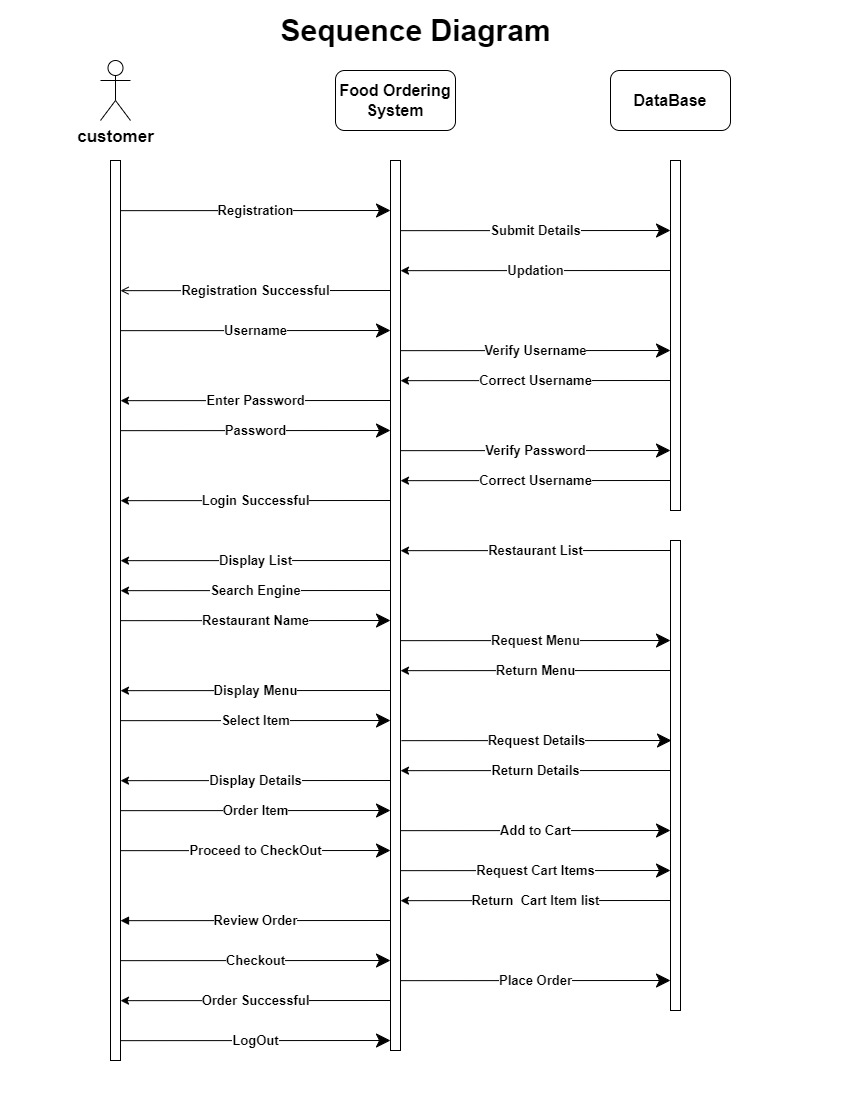 Sequence Diagram
Food Ordering
System
DataBase
customer
Registration
Submit Details
Updation
Registration Successful
Username
Verify Username
Correct Username
Enter Password
Password
Verify Password
Correct Username
Login Successful
Restaurant List
Display List
Search Engine
Restaurant Name
Request Menu
Return Menu
Display Menu
Select Item
Request Details
Return Details
Display Details
Order Item
Add to Cart
Proceed to CheckOut
Request Cart Items
Return  Cart Item list
Review Order
Checkout
Place Order
Order Successful
LogOut